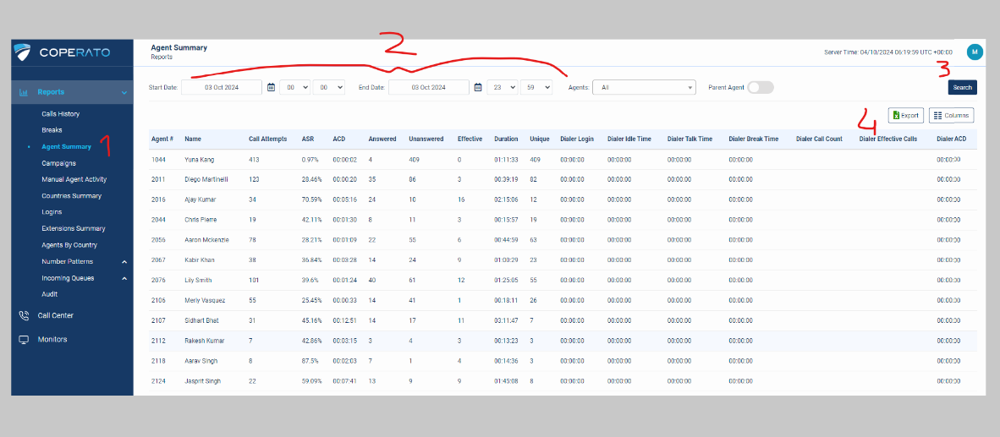 COPERATO
Agent Summary
Reports
2
Server Time: 04/10/2024 06:19:59 UTC +00:00
M
3
Reports
Calls History
Breaks
Agent Summary
1
Campaigns
Manual Agent Activity
Countries Summary
Logins
Extensions Summary
Agents By Country
Number Patterns
Incoming Queues
Audit
Call Center
Monitors
Start Date: 03 Oct 2024 00 00 End Date: 03 Oct 2024 23 59 Agents: All Parent Agent Search
4
Export Columns
Agent # Name Call Attempts ASR ACD Answered Unanswered Effective Duration Unique Dialer Login Dialer Idle Time Dialer Talk Time Dialer Break Time Dialer Call Count Dialer Effective Calls Dialer ACD
1044 Yuna Kang 413 0.97% 00:00:02 4 409 0 01:11:33 409 00:00:00 00:00:00 00:00:00 00:00:00 00:00:00
2011 Diego Martinelli 123 28.46% 00:00:20 35 86 3 00:39:19 82 00:00:00 00:00:00 00:00:00 00:00:00 00:00:00
2016 Ajay Kumar 34 70.59% 00:05:16 24 10 16 02:15:06 12 00:00:00 00:00:00 00:00:00 00:00:00 00:00:00
2044 Chris Pierre 19 42.11% 00:01:30 8 11 3 00:15:57 19 00:00:00 00:00:00 00:00:00 00:00:00 00:00:00
2056 Aaron Mckenzie 78 28.21% 00:01:09 22 55 6 00:44:59 63 00:00:00 00:00:00 00:00:00 00:00:00 00:00:00
2067 Kabir Khan 38 36.84% 00:03:28 14 24 9 01:00:29 23 00:00:00 00:00:00 00:00:00 00:00:00 00:00:00
2076 Lily Smith 101 39.6% 00:01:24 40 61 12 01:25:05 55 00:00:00 00:00:00 00:00:00 00:00:00 00:00:00
2106 Merly Vasquez 55 25.45% 00:00:33 14 41 1 00:18:11 26 00:00:00 00:00:00 00:00:00 00:00:00 00:00:00
2107 Sidhart Bhat 31 45.16% 00:12:51 14 17 11 03:11:47 7 00:00:00 00:00:00 00:00:00 00:00:00 00:00:00
2112 Rakesh Kumar 7 42.86% 00:03:15 3 4 3 00:13:23 3 00:00:00 00:00:00 00:00:00 00:00:00 00:00:00
2118 Aarav Singh 8 87.5% 00:02:03 7 1 4 00:14:36 3 00:00:00 00:00:00 00:00:00 00:00:00 00:00:00
2124 Jasprit Singh 22 59.09% 00:07:41 13 9 9 01:45:08 8 00:00:00 00:00:00 00:00:00 00:00:00 00:00:00